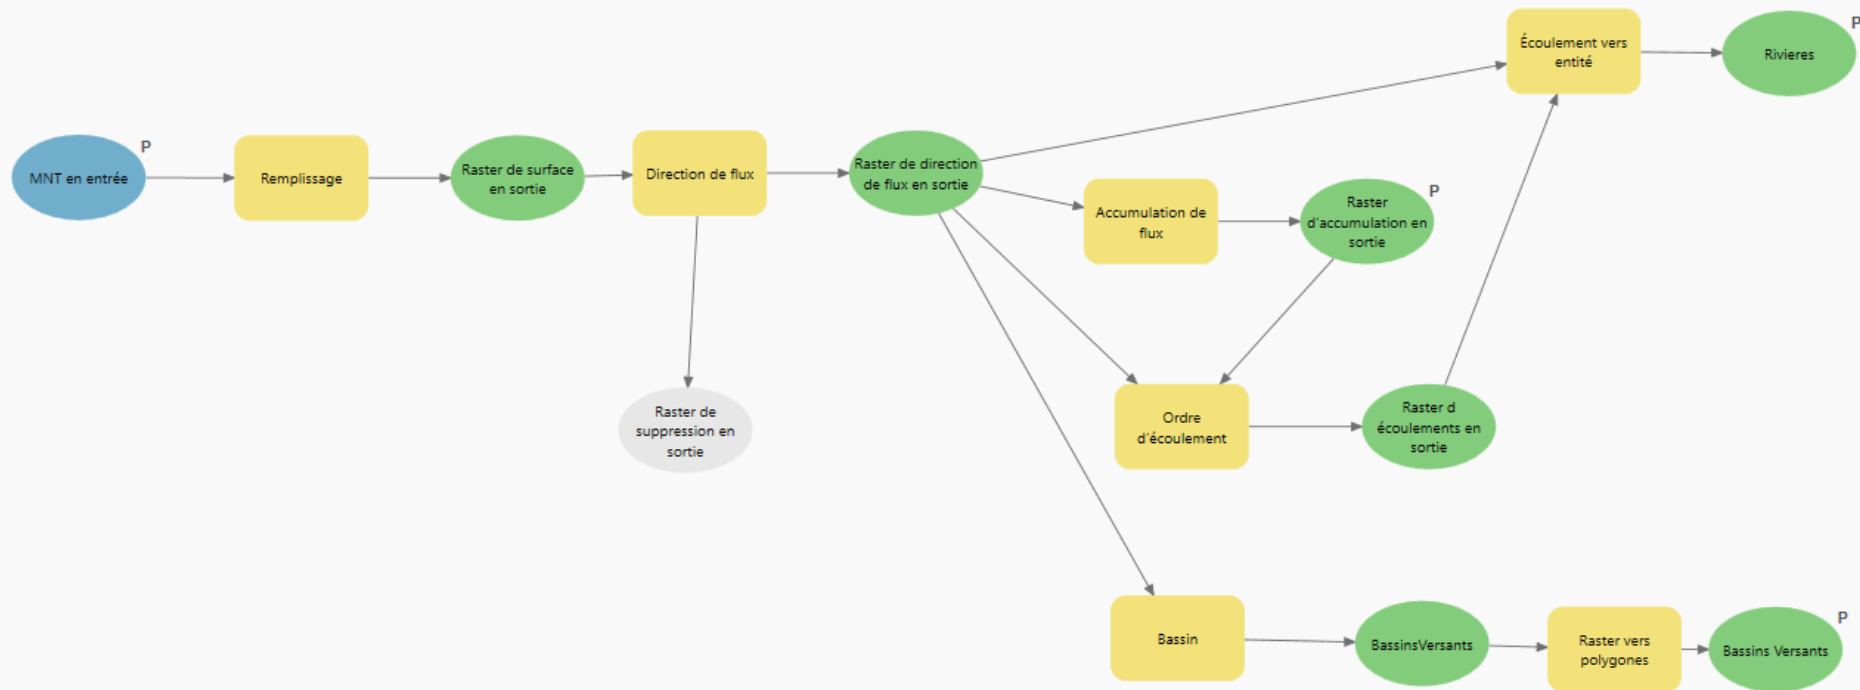 P
Écoulement vers
entité
Rivieres
P
MNT en entrée
Remplissage
Raster de surface
en sortie
Direction de flux
Raster de direction
de flux en sortie
Accumulation de
flux
P
Raster
d'accumulation en
sortie
Raster de
suppression en
sortie
Ordre
d'écoulement
Raster d
écoulements en
sortie
Bassin
BassinsVersants
Raster vers
polygones
P
Bassins Versants